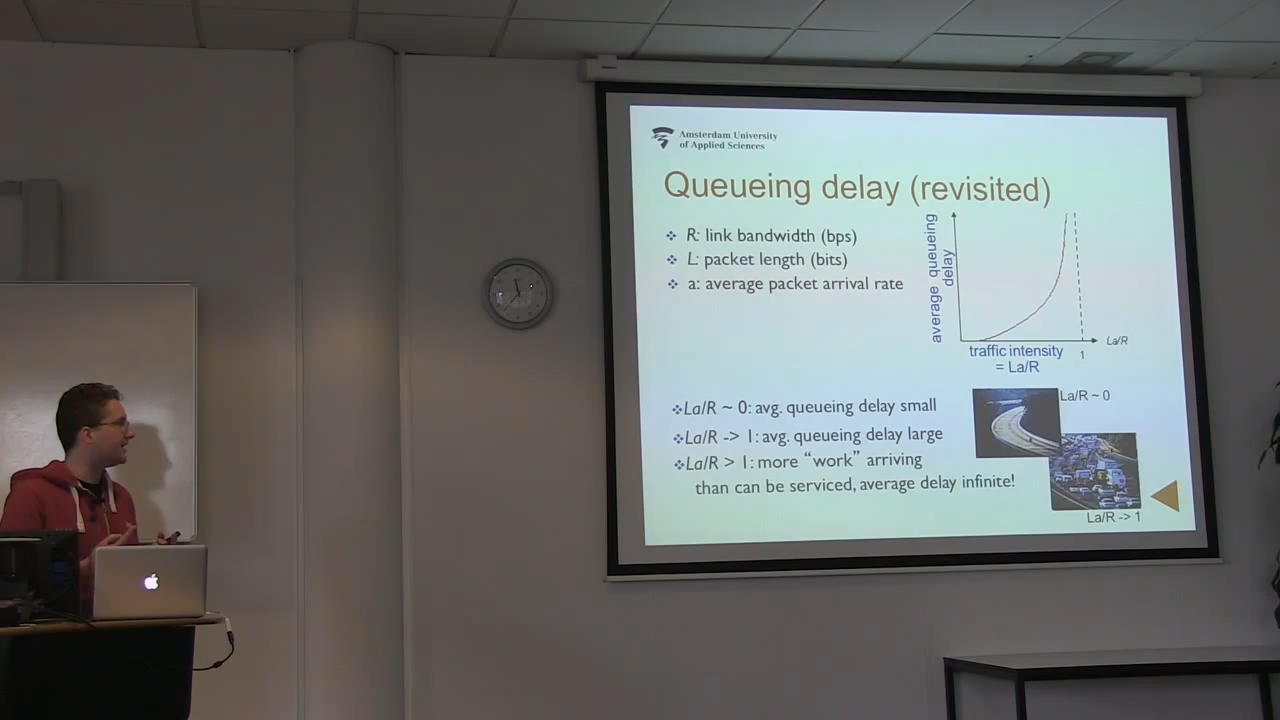 Amsterdam University
of Applied Sciences
Queueing delay (revisited)
R: link bandwidth (bps)
L: packet length (bits)
a: average packet arrival rate
average queueing
delay
La/R
traffic intensity
= La/R
1
La/R ~ 0: avg. queueing delay small
La/R -> 1: avg. queueing delay large
La/R > 1: more “work” arriving
than can be serviced, average delay infinite!
La/R ~ 0
La/R -> 1